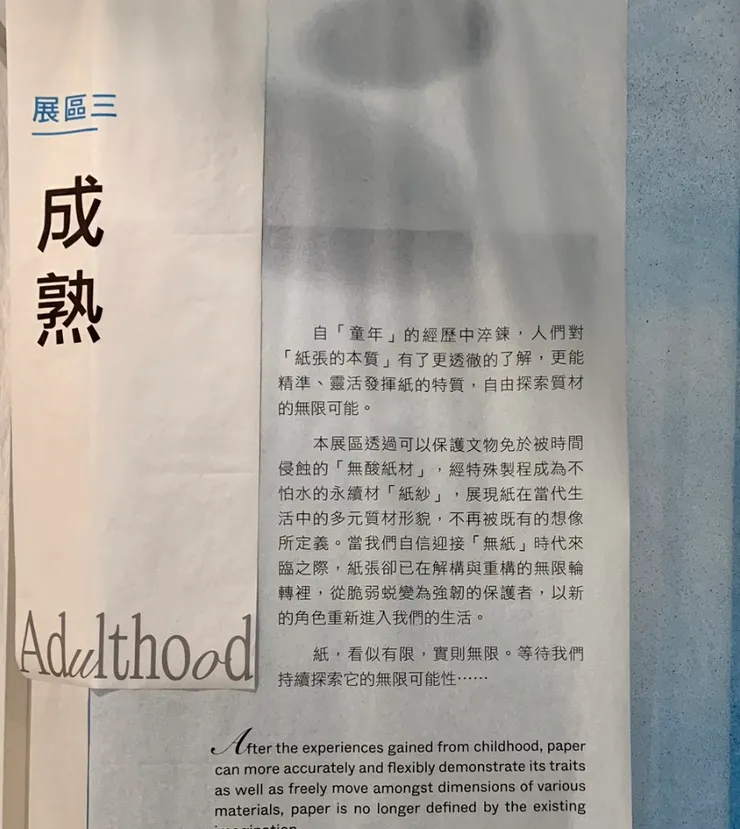 展區三
成
熟
Adulthood
自「童年」的經歷中淬鍊，人們對
「紙張的本質」有了更透徹的了解，更能
精準、靈活發揮紙的特質，自由探索質材
的無限可能。
本展區透過可以保護文物免於被時間
侵蝕的「無酸紙材」，經特殊製程成為不
怕水的永續材「紙紗」，展現紙在當代生
活中的多元質材形貌，不再被既有的想像
所定義。當我們自信迎接「無紙」時代來
臨之際，紙張卻已在解構與重構的無限輪
轉裡，從脆弱蛻變為強韌的保護者，以新
的角色重新進入我們的生活。
紙，看似有限，實則無限。等待我們
持續探索它的無限可能性⋯⋯
After the experiences gained from childhood, paper
can more accurately and flexibly demonstrate its traits
as well as freely move amongst dimensions of various
materials, paper is no longer defined by the existing